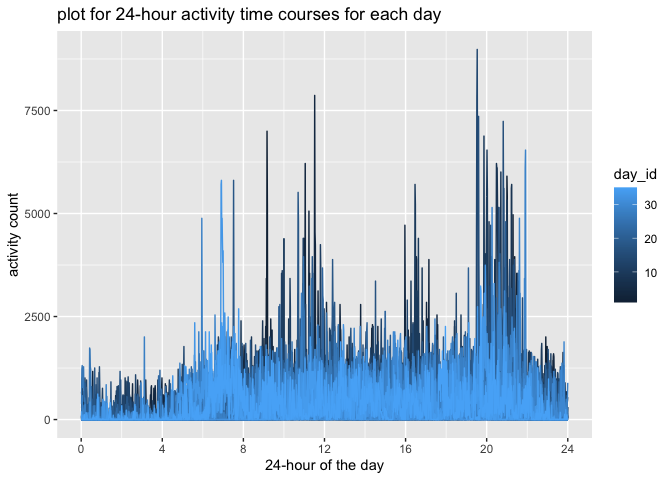 plot for 24-hour activity time courses for each day
activity count
7500
5000
2500
0
0 4 8 12 16 20 24
24-hour of the day
day_id
30
20
10